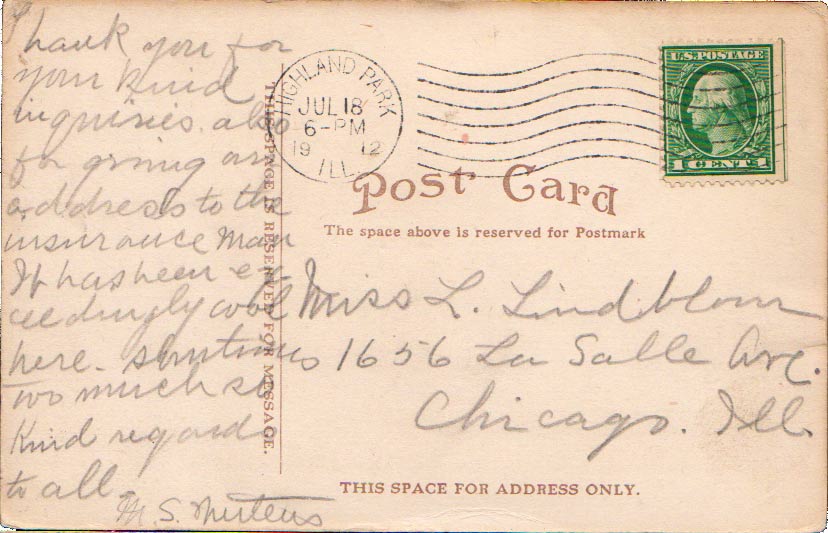 Thank you for
your kind
inquiries. also
for giving our
address to the
insurance man
It has been ex
ceedingly cool
here. sometimes
too much so
Kind regards
to all.
M. S.
THIS SPACE IS RESERVED FOR MESSAGE.
HIGHLAND PARK
JUL 18
6-PM
19 12
ILL.
U.S. POSTAGE
1 CENT 1
Post Card
The space above is reserved for Postmark
Miss L. Lindblom
1656 La Salle Ave.
Chicago. Ill.
THIS SPACE FOR ADDRESS ONLY.